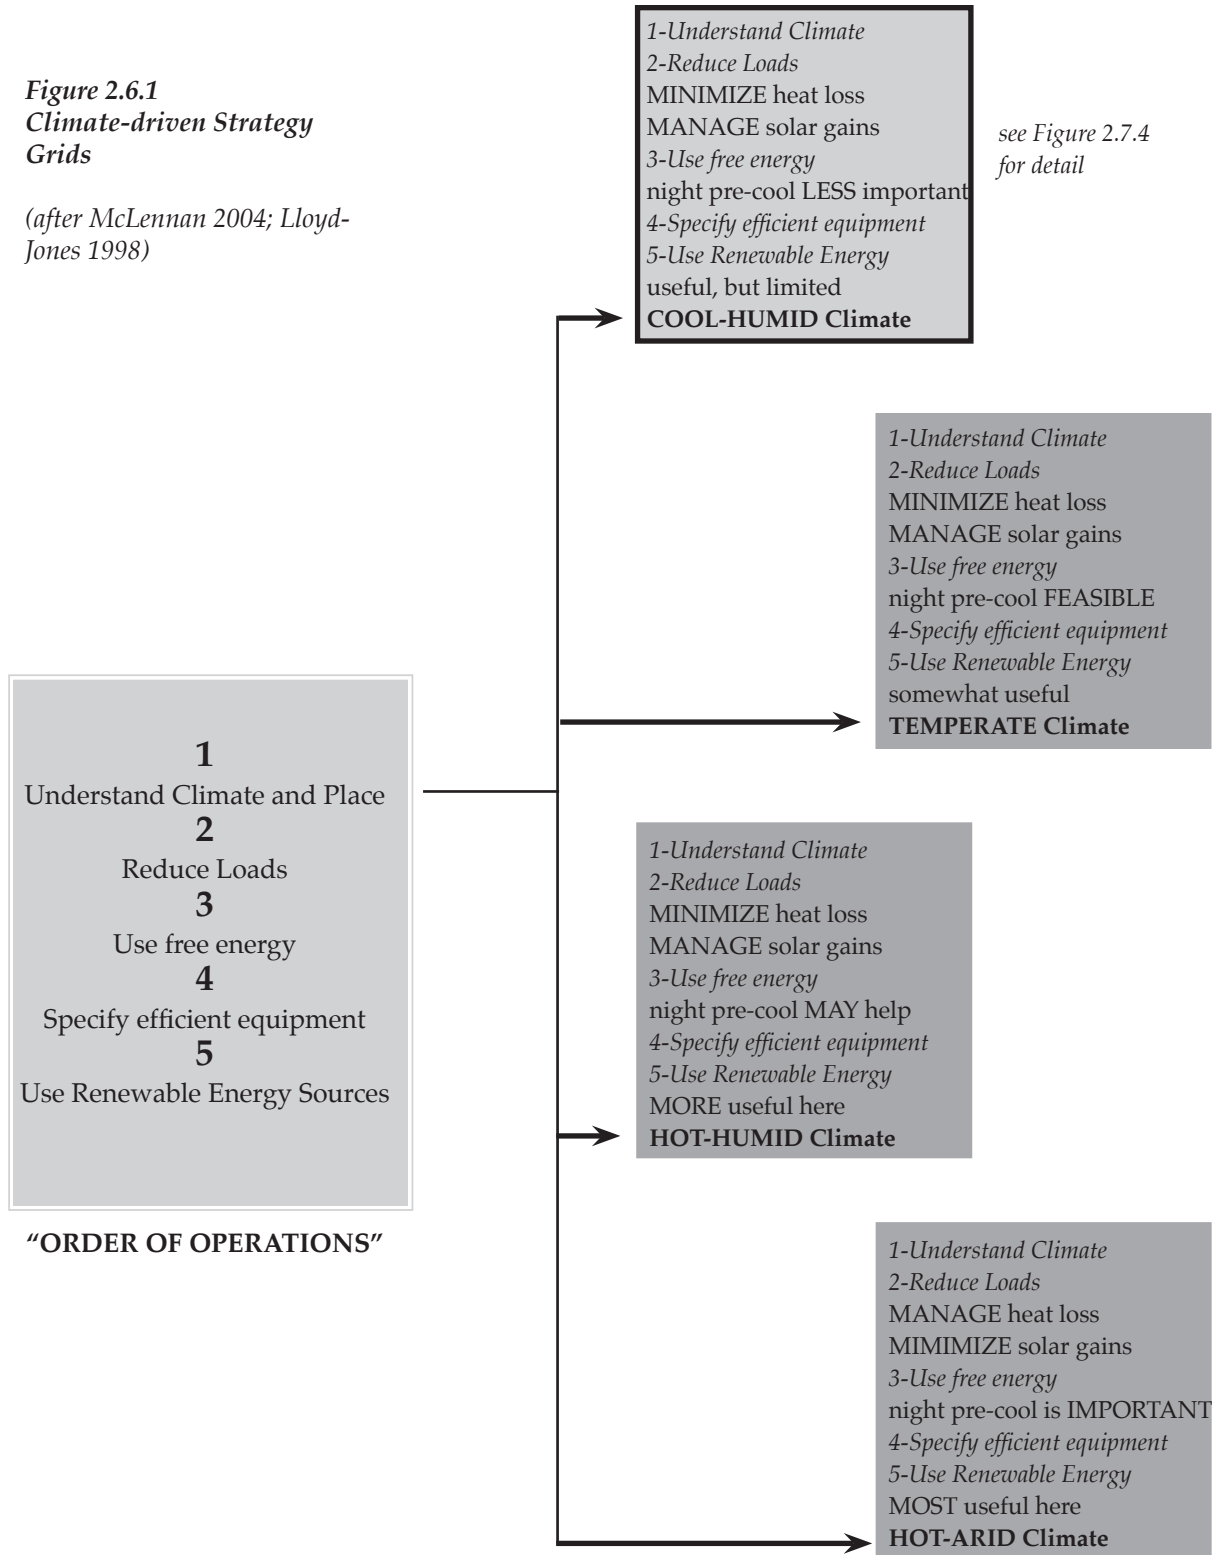 Figure 2.6.1
Climate-driven Strategy
Grids
(after McLennan 2004; Lloyd-
Jones 1998)
1-Understand Climate
2-Reduce Loads
MINIMIZE heat loss
MANAGE solar gains
3-Use free energy
night pre-cool LESS important
4-Specify efficient equipment
5-Use Renewable Energy
useful, but limited
COOL-HUMID Climate
see Figure 2.7.4
for detail
1-Understand Climate
2-Reduce Loads
MINIMIZE heat loss
MANAGE solar gains
3-Use free energy
night pre-cool FEASIBLE
4-Specify efficient equipment
5-Use Renewable Energy
somewhat useful
TEMPERATE Climate
1
Understand Climate and Place
2
Reduce Loads
3
Use free energy
4
Specify efficient equipment
5
Use Renewable Energy Sources
“ORDER OF OPERATIONS”
1-Understand Climate
2-Reduce Loads
MINIMIZE heat loss
MANAGE solar gains
3-Use free energy
night pre-cool MAY help
4-Specify efficient equipment
5-Use Renewable Energy
MORE useful here
HOT-HUMID Climate
1-Understand Climate
2-Reduce Loads
MANAGE heat loss
MIMIMIZE solar gains
3-Use free energy
night pre-cool is IMPORTANT
4-Specify efficient equipment
5-Use Renewable Energy
MOST useful here
HOT-ARID Climate